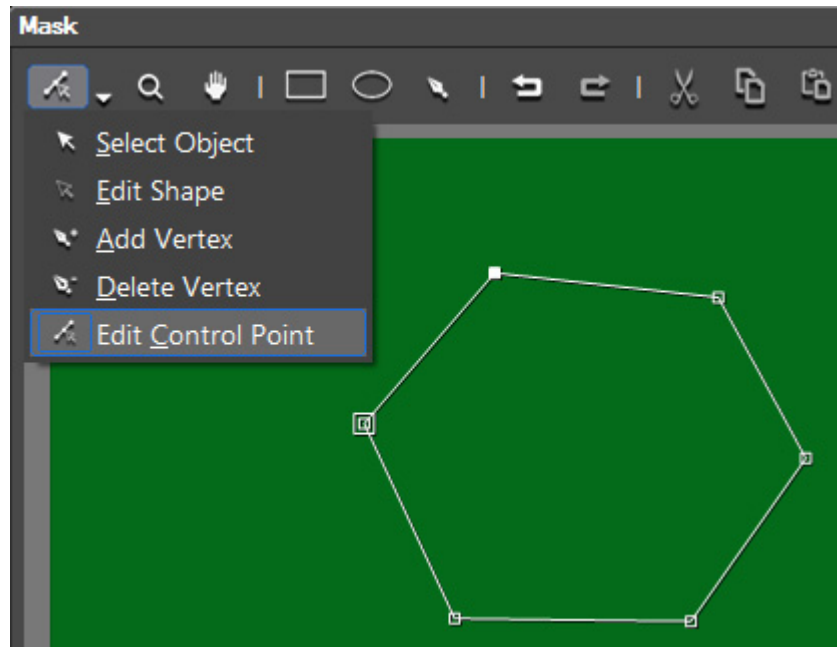 Mask
Select Object
Edit Shape
Add Vertex
Delete Vertex
Edit Control Point